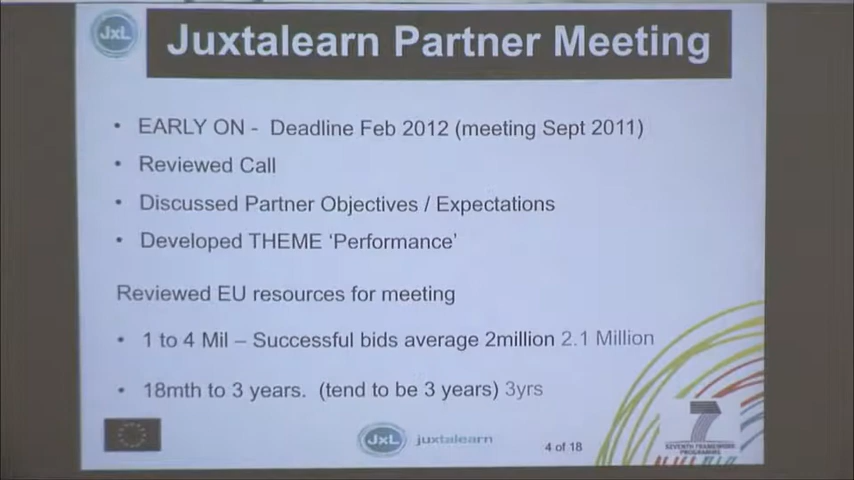 JxL
Juxtalearn Partner Meeting
• EARLY ON - Deadline Feb 2012 (meeting Sept 2011)
• Reviewed Call
• Discussed Partner Objectives / Expectations
• Developed THEME ‘Performance’
Reviewed EU resources for meeting
• 1 to 4 Mil – Successful bids average 2million 2.1 Million
• 18mth to 3 years. (tend to be 3 years) 3yrs
JxL juxtalearn
4 of 18
7
SEVENTH FRAMEWORK
PROGRAMME